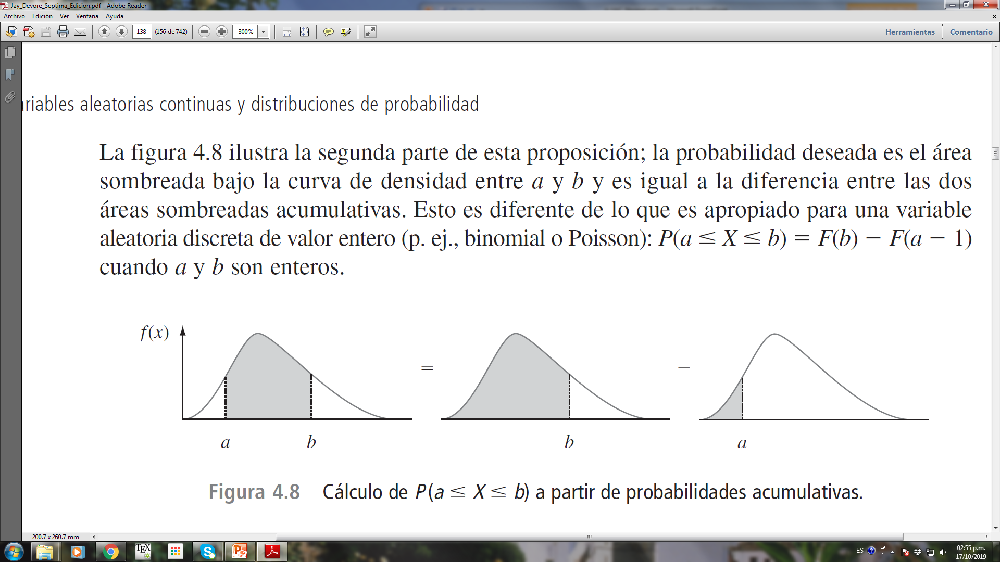 Jay_Devore_Septima_Edicion.pdf - Adobe Reader
Archivo Edición Ver Ventana Ayuda
138 (156 de 742) 300% Herramientas Comentario
ariables aleatorias continuas y distribuciones de probabilidad
La figura 4.8 ilustra la segunda parte de esta proposición; la probabilidad deseada es el área
sombreada bajo la curva de densidad entre a y b y es igual a la diferencia entre las dos
áreas sombreadas acumulativas. Esto es diferente de lo que es apropiado para una variable
aleatoria discreta de valor entero (p. ej., binomial o Poisson): P(a ≤ X ≤ b) = F(b) − F(a − 1)
cuando a y b son enteros.
f(x)
= −
a b b a
Figura 4.8 Cálculo de P(a ≤ X ≤ b) a partir de probabilidades acumulativas.
200.7 x 260.7 mm
TEX
ES
02:55 p.m.
17/10/2019